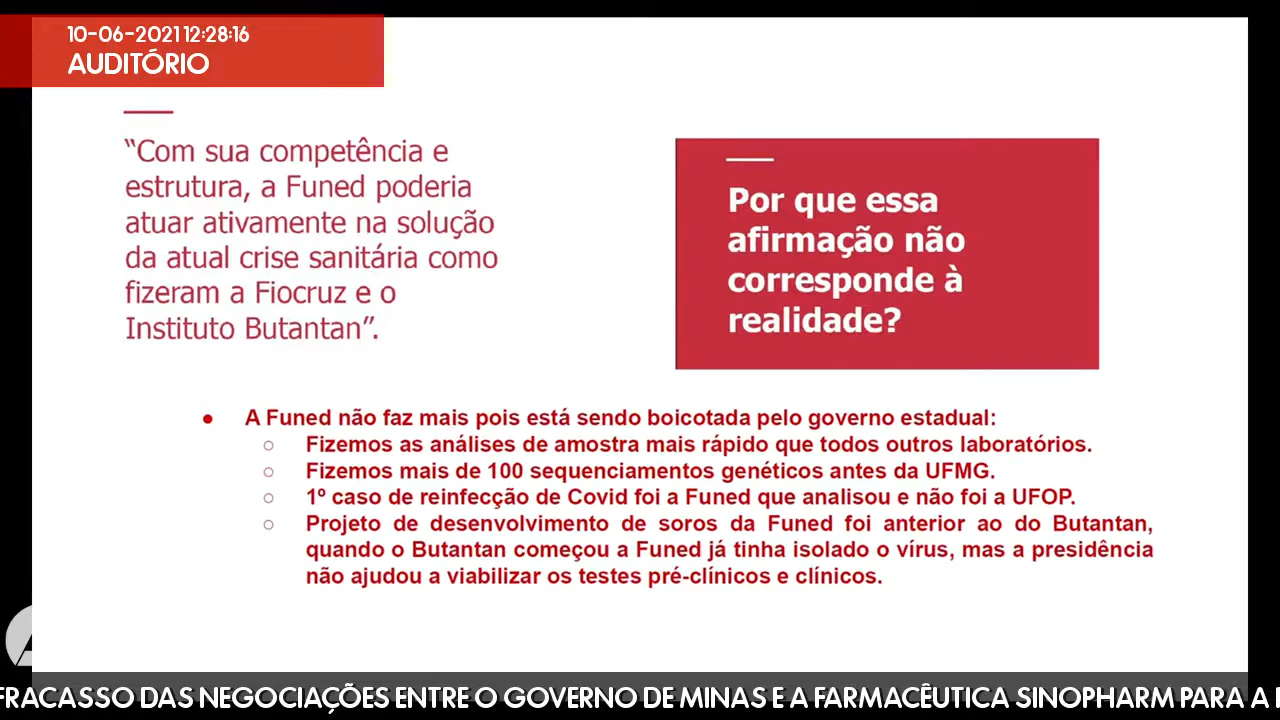 10-06-2021 12:28:16
AUDITÓRIO
“Com sua competência e
estrutura, a Funed poderia
atuar ativamente na solução
da atual crise sanitária como
fizeram a Fiocruz e o
Instituto Butantan”.
Por que essa
afirmação não
corresponde à
realidade?
A Funed não faz mais pois está sendo boicotada pelo governo estadual:
Fizemos as análises de amostra mais rápido que todos outros laboratórios.
Fizemos mais de 100 sequenciamentos genéticos antes da UFMG.
1º caso de reinfecção de Covid foi a Funed que analisou e não foi a UFOP.
Projeto de desenvolvimento de soros da Funed foi anterior ao do Butantan,
quando o Butantan começou a Funed já tinha isolado o vírus, mas a presidência
não ajudou a viabilizar os testes pré-clínicos e clínicos.
FRACASSO DAS NEGOCIAÇÕES ENTRE O GOVERNO DE MINAS E A FARMACÊUTICA SINOPHARM PARA A